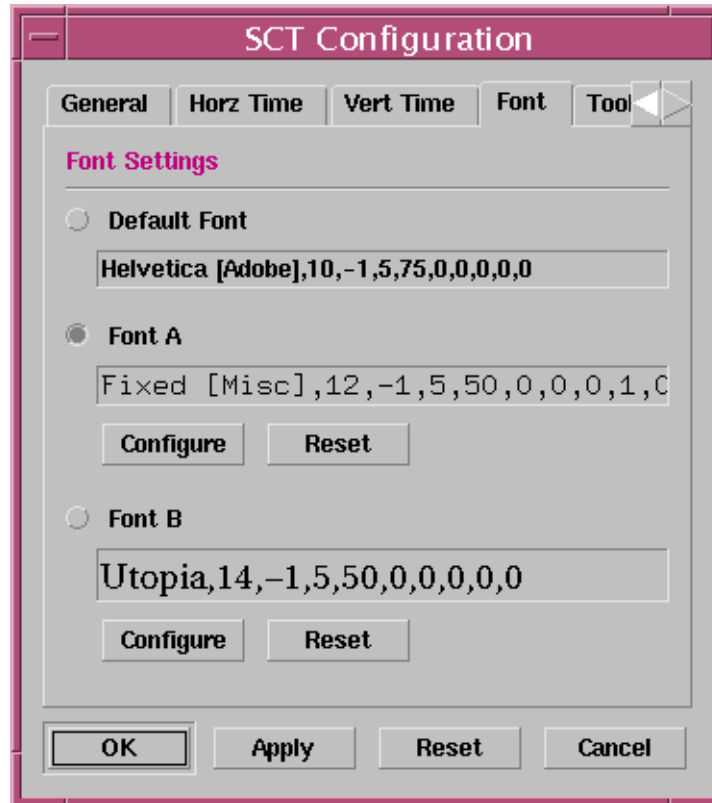 SCT Configuration
General Horz Time Vert Time Font Tool
Font Settings
Default Font
Helvetica [Adobe],10,–1,5,75,0,0,0,0,0
Font A
Fixed [Misc],12,–1,5,50,0,0,0,1,0
Configure Reset
Font B
Utopia,14,–1,5,50,0,0,0,0,0
Configure Reset
OK Apply Reset Cancel